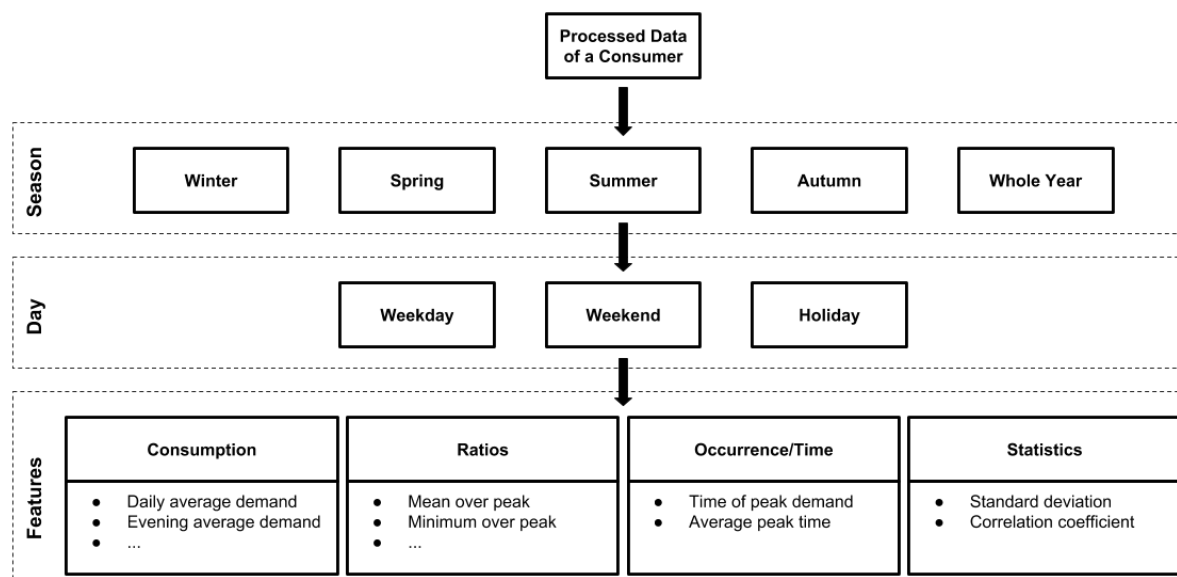 Processed Data
of a Consumer
Season
Winter
Spring
Summer
Autumn
Whole Year
Day
Weekday
Weekend
Holiday
Features
Consumption
● Daily average demand
● Evening average demand
● ...
Ratios
● Mean over peak
● Minimum over peak
● ...
Occurrence/Time
● Time of peak demand
● Average peak time
Statistics
● Standard deviation
● Correlation coefficient